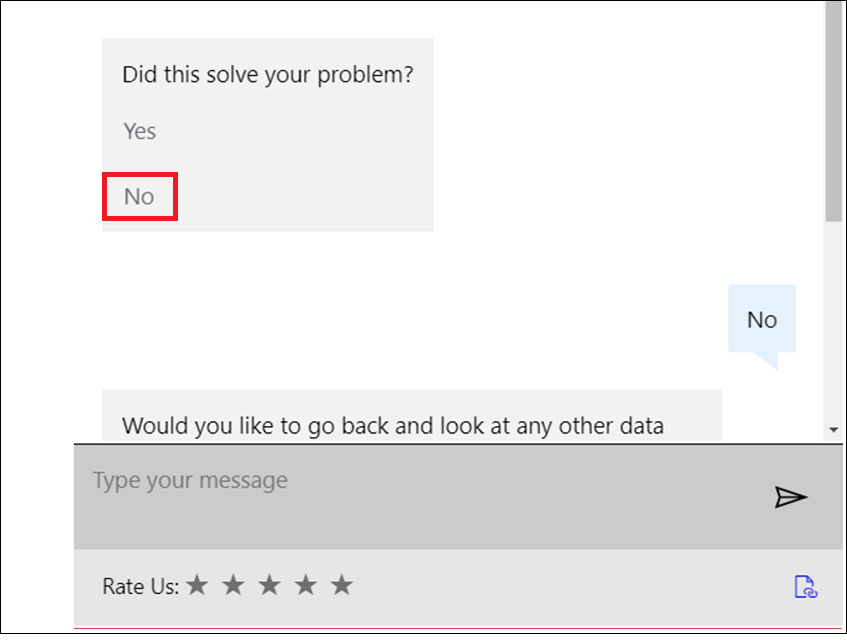 Did this solve your problem?
Yes
No
No
Would you like to go back and look at any other data
Type your message
Rate Us: